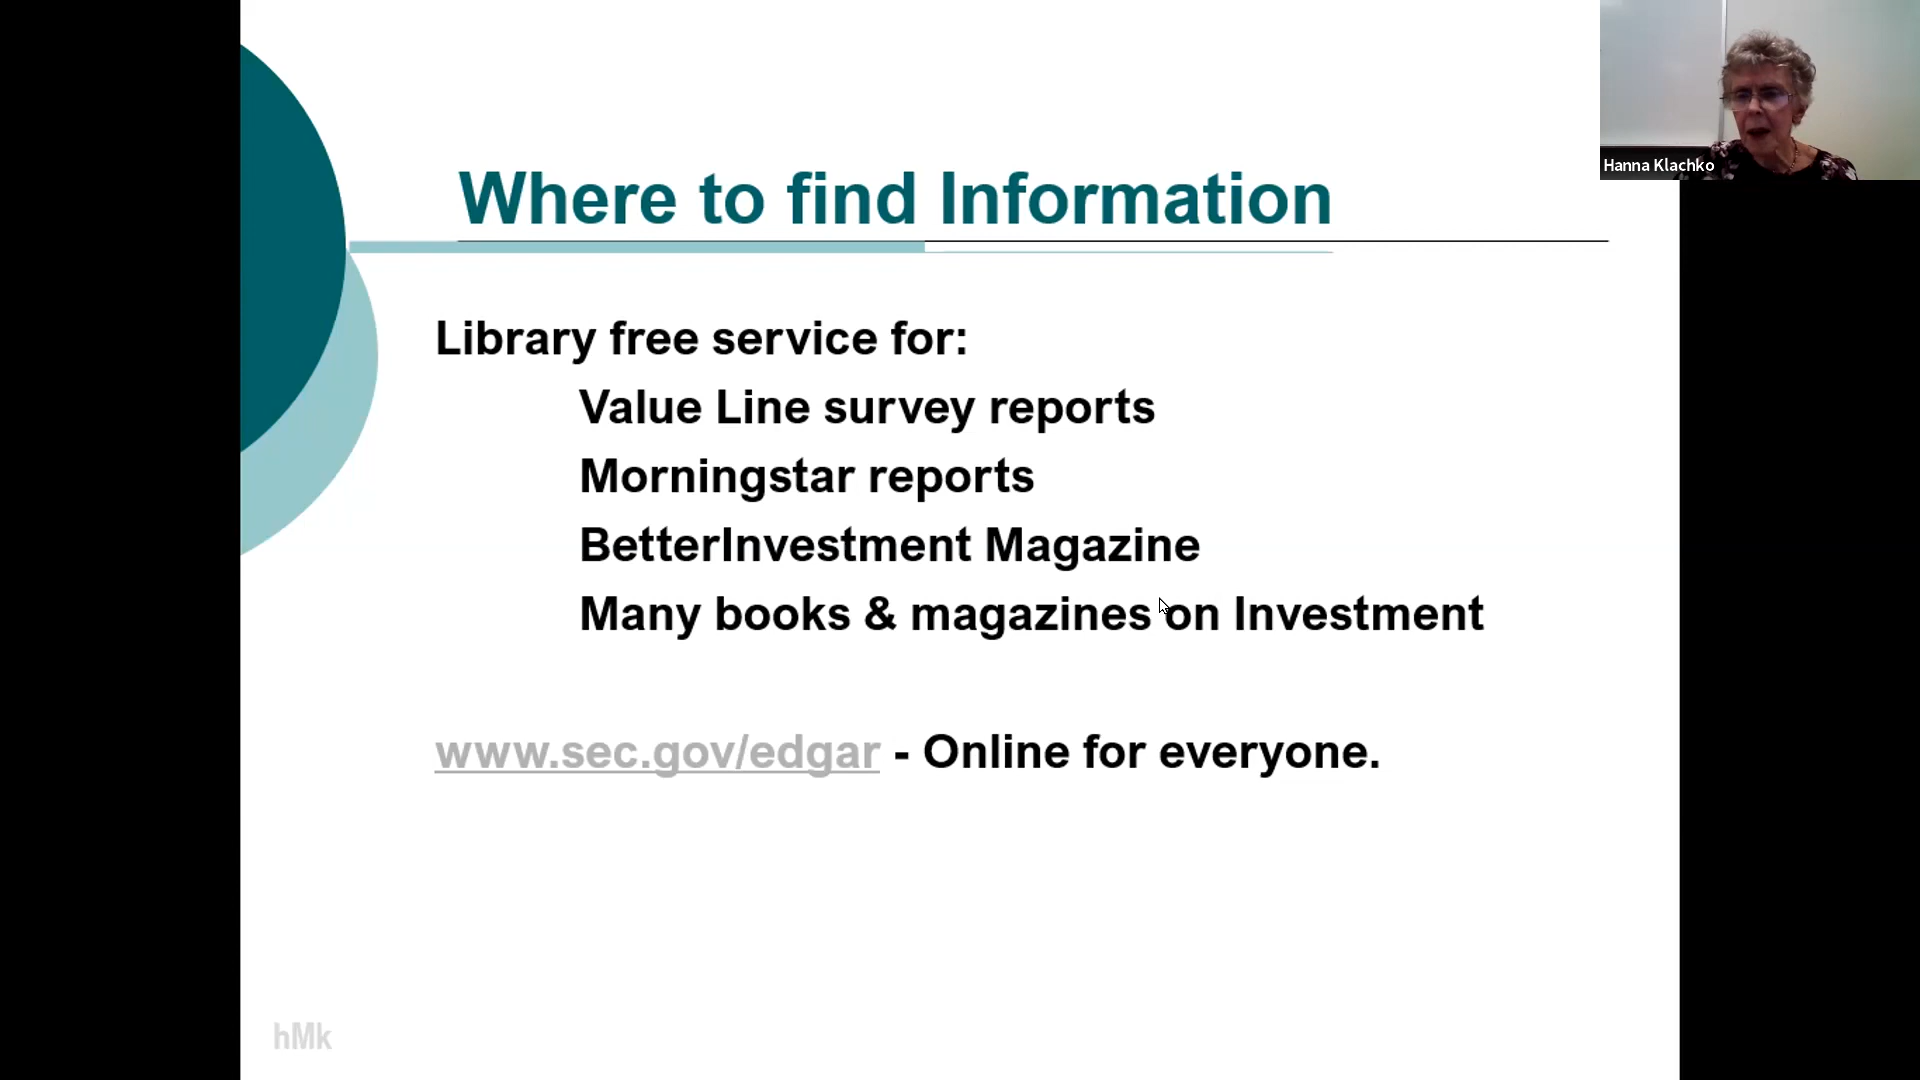 Where to find Information
Hanna Klachko
Library free service for:
Value Line survey reports
Morningstar reports
BetterInvestment Magazine
Many books & magazines on Investment
www.sec.gov/edgar - Online for everyone.
hMk